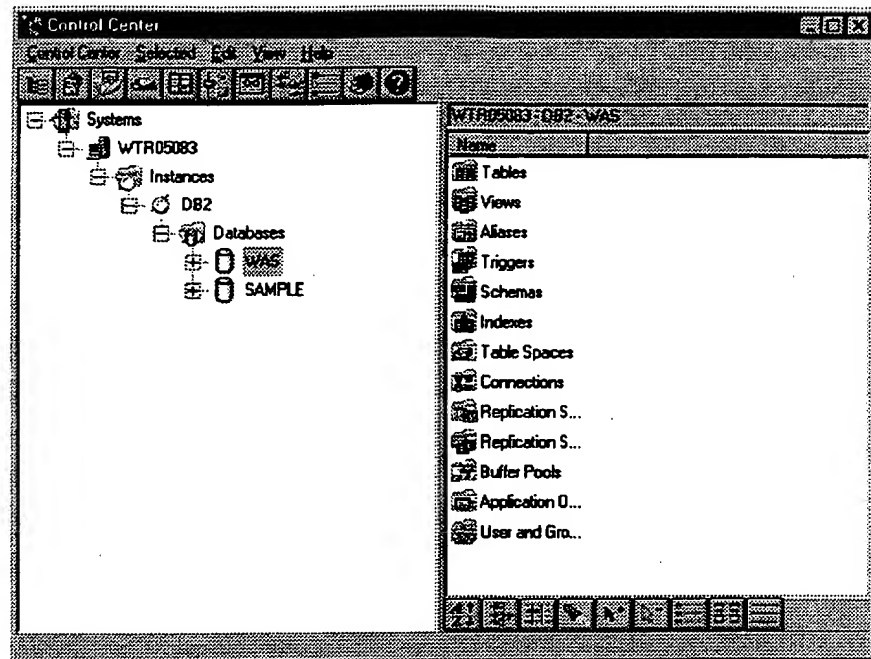 Control Center
Control Center Selected Edit View Help
Systems
WTR05083
Instances
DB2
Databases
WAS
SAMPLE
WTR05083 - DB2 - WAS
Name
Tables
Views
Aliases
Triggers
Schemas
Indexes
Table Spaces
Connections
Replication S...
Replication S...
Buffer Pools
Application O...
User and Gro...